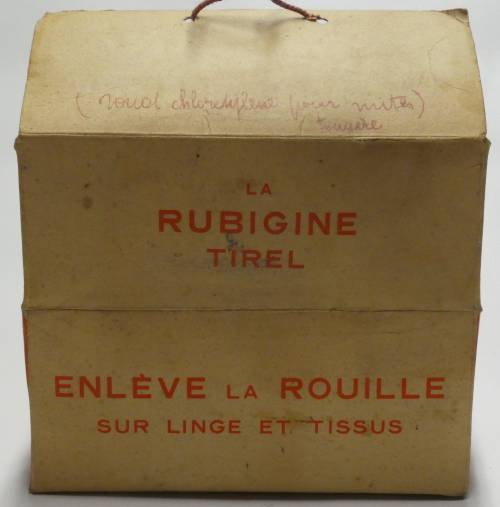 pour mites)
LA
RUBIGINE
TIREL
ENLÈVE LA ROUILLE
SUR LINGE ET TISSUS